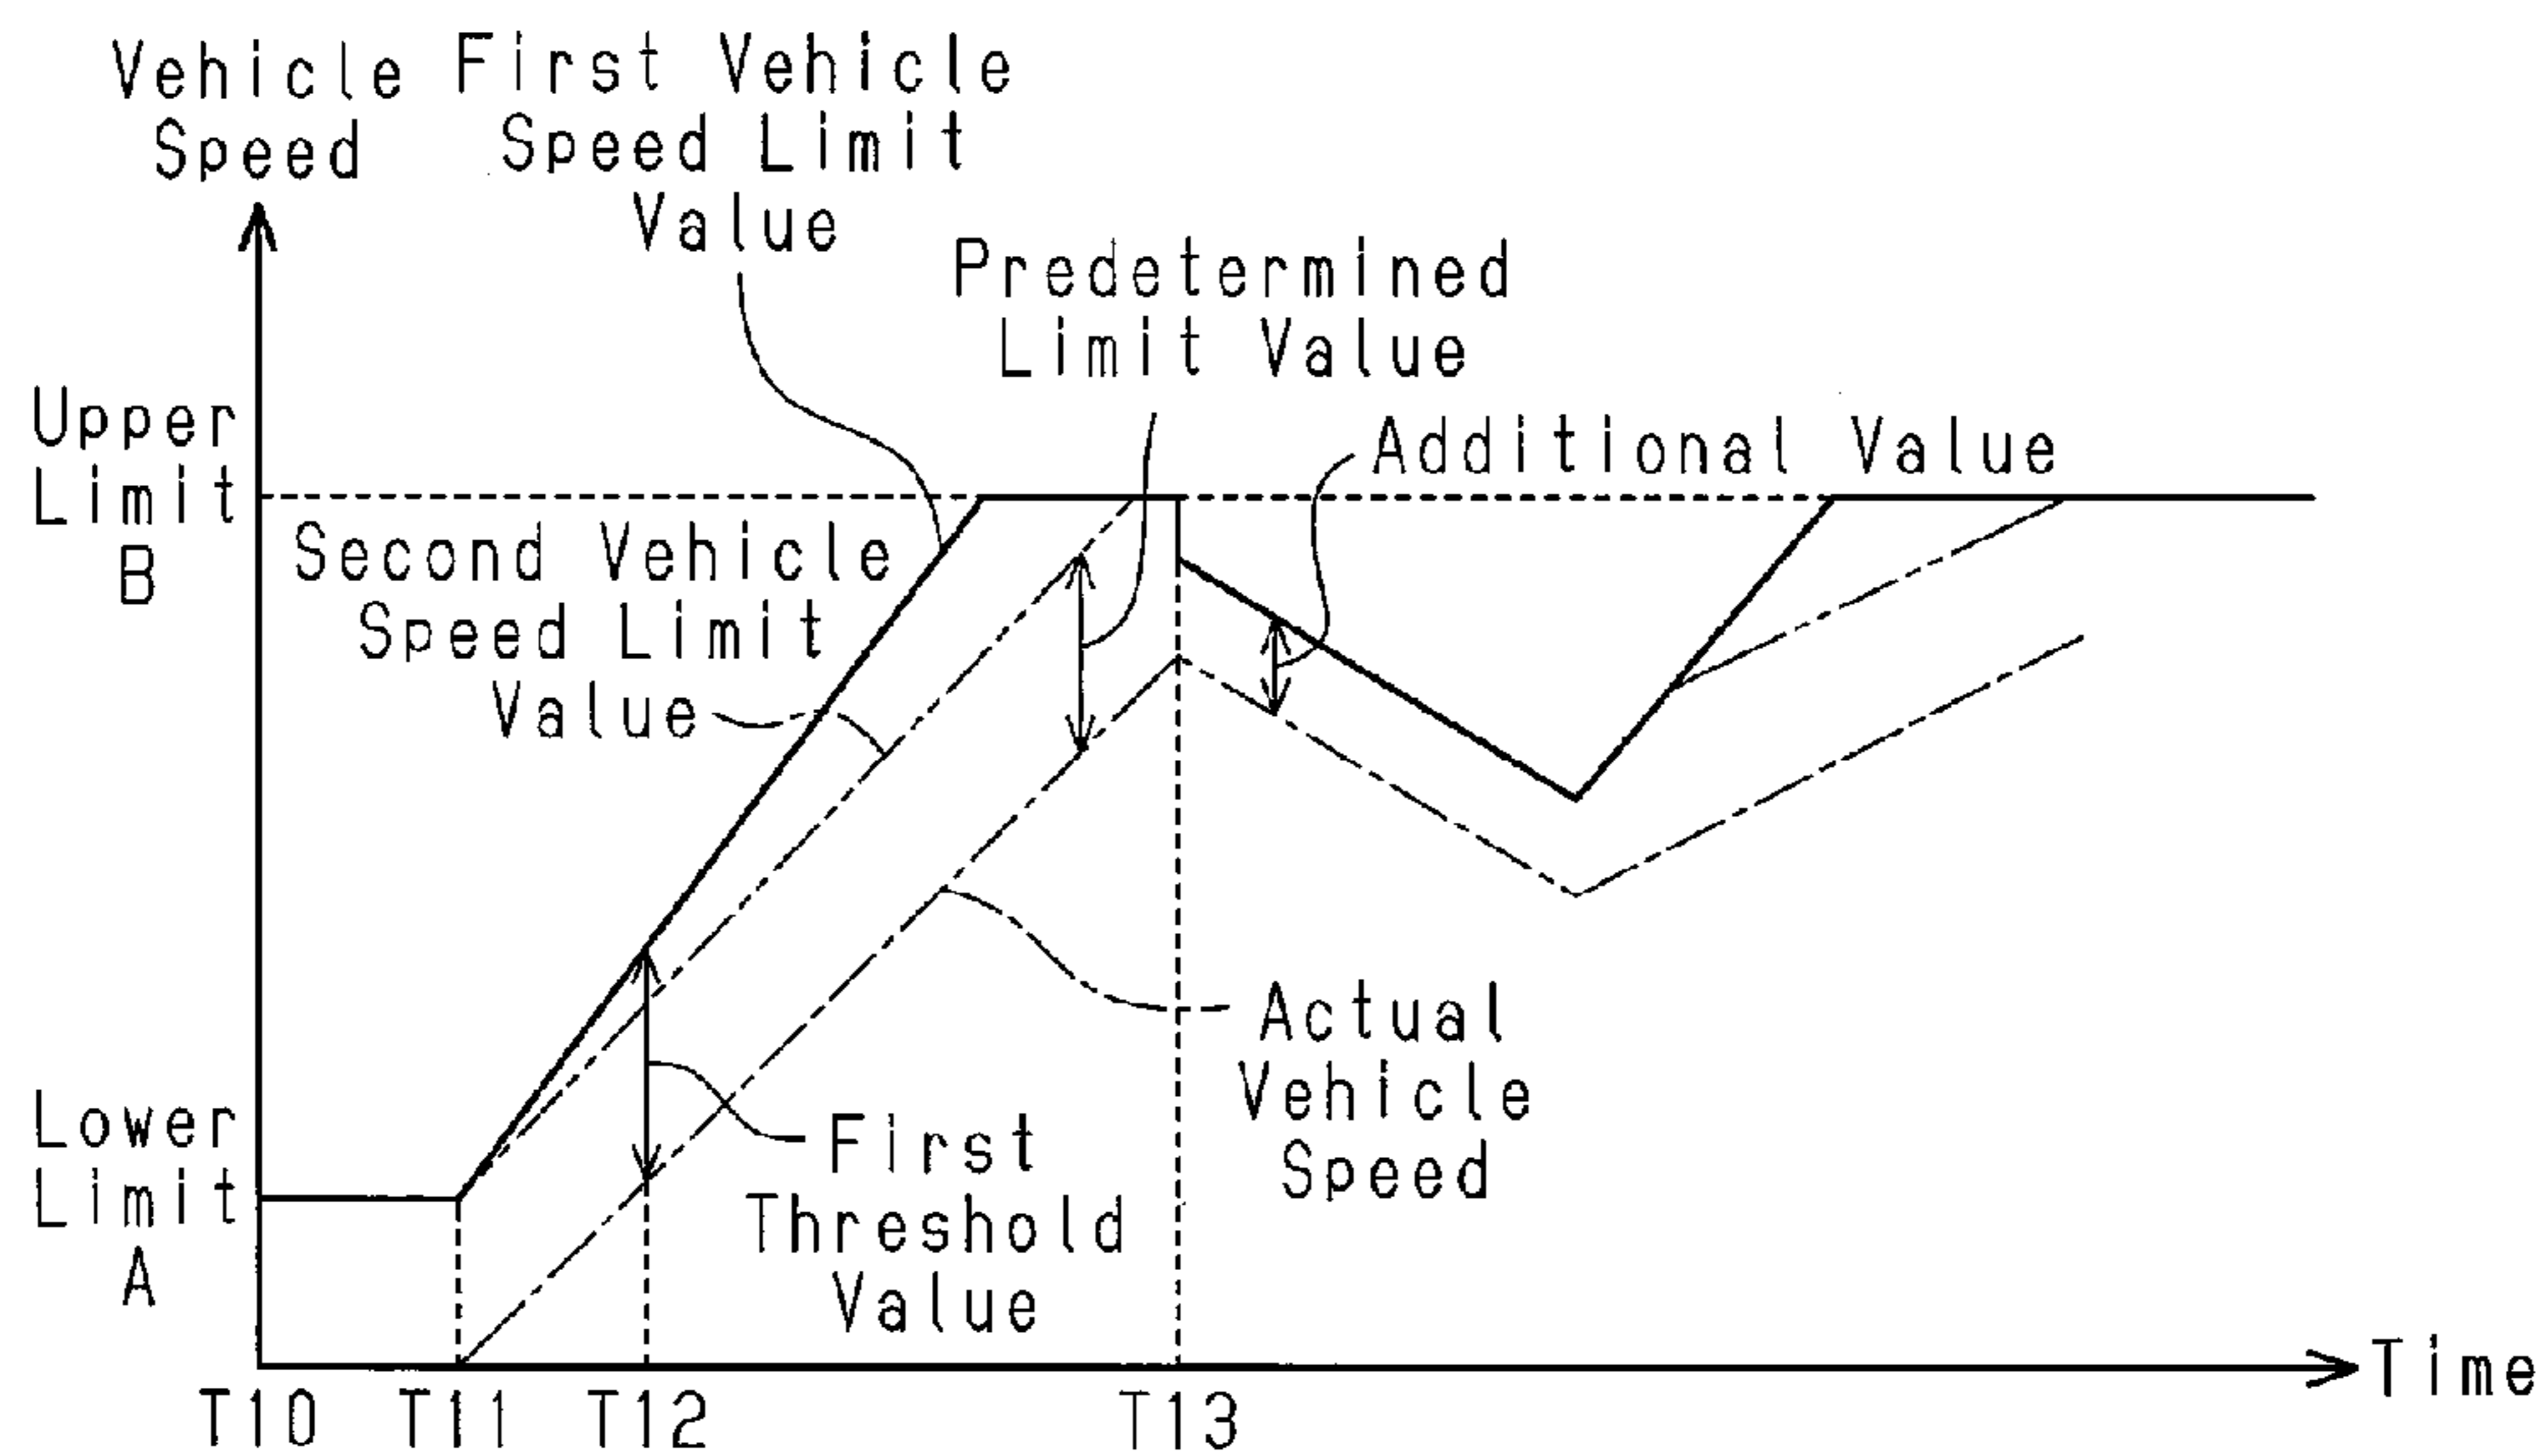 Vehicle
Speed
First Vehicle
Speed Limit
Value
Predetermined
Limit Value
Additional Value
Upper
Limit
B
Second Vehicle
Speed Limit
Value
Actual
Vehicle
Speed
Lower
Limit
A
First
Threshold
Value
Time
T10
T11
T12
T13